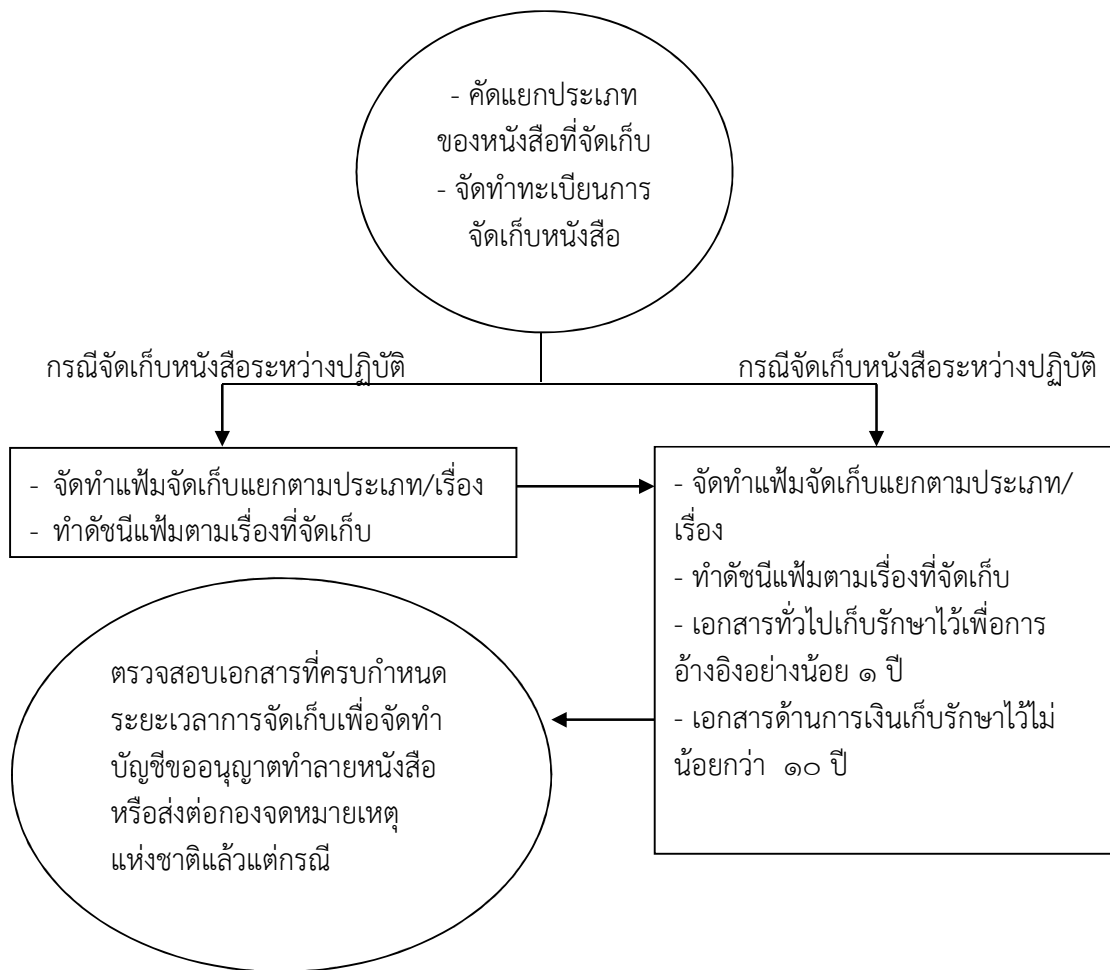 - คัดแยกประเภท
ของหนังสือที่จัดเก็บ
- จัดทำทะเบียนการ
จัดเก็บหนังสือ
กรณีจัดเก็บหนังสือระหว่างปฏิบัติ
กรณีจัดเก็บหนังสือระหว่างปฏิบัติ
- จัดทำแฟ้มจัดเก็บแยกตามประเภท/เรื่อง
- ทำดัชนีแฟ้มตามเรื่องที่จัดเก็บ
- จัดทำแฟ้มจัดเก็บแยกตามประเภท/
เรื่อง
- ทำดัชนีแฟ้มตามเรื่องที่จัดเก็บ
- เอกสารทั่วไปเก็บรักษาไว้เพื่อการ
อ้างอิงอย่างน้อย ๑ ปี
- เอกสารด้านการเงินเก็บรักษาไว้ไม่
น้อยกว่า ๑๐ ปี
ตรวจสอบเอกสารที่ครบกำหนด
ระยะเวลาการจัดเก็บเพื่อจัดทำ
บัญชีขออนุญาตทำลายหนังสือ
หรือส่งต่อกองจดหมายเหตุ
แห่งชาติแล้วแต่กรณี